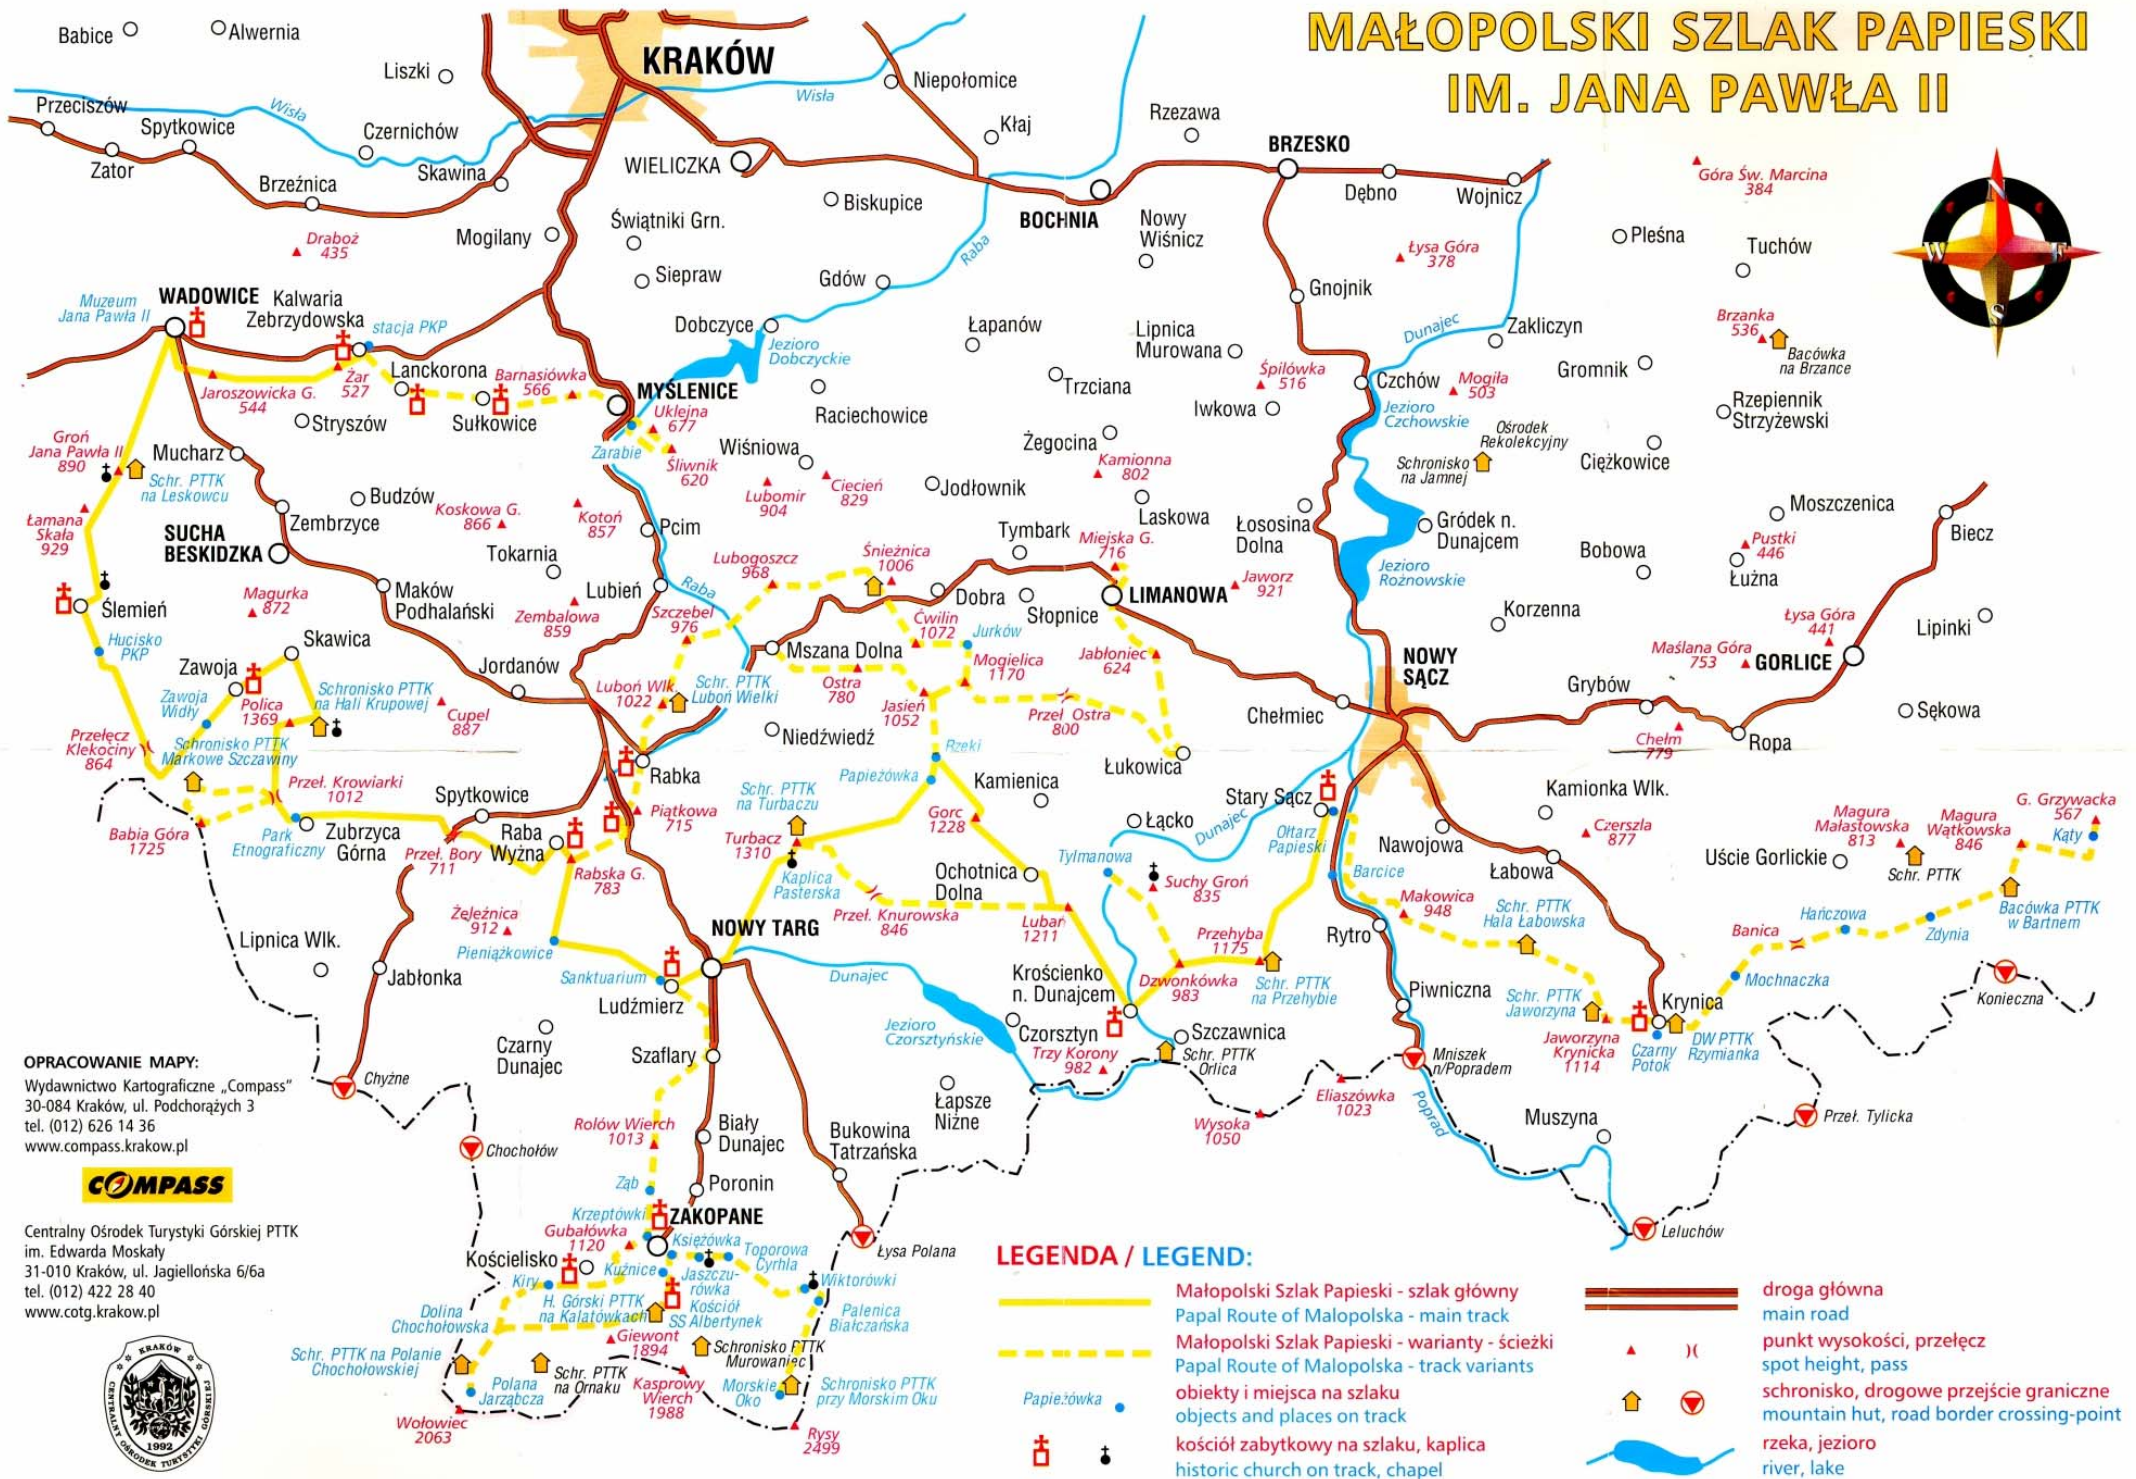 MAŁOPOLSKI SZLAK PAPIESKI
IM. JANA PAWŁA II
Babice
Alwernia
Liszki
KRAKÓW
Niepołomice
Przeciszów
Wisła
Wisła
Spytkowice
Czernichów
Kłaj
Rzezawa
Zator
Skawina
WIELICZKA
BRZESKO
Góra Św. Marcina
384
Brzeźnica
Dębno
Wojnicz
Biskupice
BOCHNIA
Nowy
Wiśnicz
Świątniki Grn.
Mogilany
Draboż
435
Raba
Łysa Góra
378
Pleśna
Tuchów
N
W
E
S
Siepraw
Gdów
Gnojnik
Muzeum
Jana Pawła II
WADOWICE
Kalwaria
Zebrzydowska
stacja PKP
Dobczyce
Jezioro
Dobczyckie
Łapanów
Lipnica
Murowana
Dunajec
Zakliczyn
Brzanka
536
Bacówka
na Brzance
Jaroszowicka G.
544
Żar
527
Lanckorona
Barnasiówka
566
MYŚLENICE
Trzciana
Śpilówka
516
Czchów
Mogiła
503
Gromnik
Stryszów
Sułkowice
Uklejna
677
Raciechowice
Iwkowa
Jezioro
Czchowskie
Rzepiennik
Strzyżewski
Groń
Jana Pawła II
890
Mucharz
Schr. PTTK
na Leskowcu
Zarabie
Śliwnik
620
Wiśniowa
Żegocina
Kamionna
802
Ośrodek
Rekolekcyjny
Schronisko
na Jamnej
Ciężkowice
Lubomir
904
Ciecień
829
Jodłownik
Laskowa
Budzów
Koskowa G.
866
Kotoń
857
Łamana
Skała
929
Zembrzyce
SUCHA
BESKIDZKA
Tokarnia
Pcim
Tymbark
Miejska G.
716
Łososina
Dolna
Gródek n.
Dunajcem
Moszczenica
Pustki
446
Biecz
Bobowa
Łużna
Lubogoszcz
968
Śnieżnica
1006
Jaworz
921
Jezioro
Rożnowskie
Ślemień
Magurka
872
Maków
Podhalański
Lubień
Raba
Zembalowa
859
Szczebel
976
Dobra
Słopnice
LIMANOWA
Korzenna
Łysa Góra
441
Lipinki
Hucisko
PKP
Skawica
Ćwilin
1072
Jurków
Mszana Dolna
Jabłoniec
624
Maślana Góra
753
GORLICE
Zawoja
Jordanów
Mogielica
1170
NOWY
SĄCZ
Grybów
Zawoja
Widły
Polica
1369
Schronisko PTTK
na Hali Krupowej
Cupel
887
Luboń Wlk.
1022
Schr. PTTK
Luboń Wielki
Ostra
780
Jasień
1052
Przeł. Ostra
800
Chełmiec
Sękowa
Przełęcz
Klekociny
864
Schronisko PTTK
Markowe Szczawiny
Niedźwiedź
Rzeki
Chełm
779
Ropa
Przeł. Krowiarki
1012
Rabka
Papieżówka
Kamienica
Łukowica
Schr. PTTK
na Turbaczu
Kamionka Wlk.
Spytkowice
Stary Sącz
Babia Góra
1725
Park
Etnograficzny
Zubrzyca
Górna
Przeł. Bory
711
Raba
Wyżna
Piątkowa
715
Turbacz
1310
Gorc
1228
Łącko
Dunajec
Ołtarz
Papieski
Czerszla
877
Magura
Małastowska
813
Magura
Wątkowska
846
G. Grzywacka
567
Kąty
Nawojowa
Rabska G.
783
Kaplica
Pasterska
Ochotnica
Dolna
Tylmanowa
Suchy Groń
835
Barcice
Łabowa
Uście Gorlickie
Schr. PTTK
Żeleźnica
912
Przeł. Knurowska
846
Lubań
1211
Makowica
948
Schr. PTTK
Hala Łabowska
Bacówka PTTK
w Bartnem
Hańczowa
Zdynia
Banica
Lipnica Wlk.
Pieniążkowice
NOWY TARG
Przehyba
1175
Rytro
Jabłonka
Sanktuarium
Dunajec
Krościenko
n. Dunajcem
Dzwonkówka
983
Schr. PTTK
na Przehybie
Piwniczna
Mochnaczka
Konieczna
Ludźmierz
Schr. PTTK
Jaworzyna
Krynica
Czarny
Dunajec
Szaflary
Jezioro
Czorsztyńskie
Czorsztyn
Szczawnica
Trzy Korony
982
Schr. PTTK
Orlica
Mniszek
n/Popradem
Jaworzyna
Krynicka
1114
Czarny
Potok
DW PTTK
Rzymianka
OPRACOWANIE MAPY:
Wydawnictwo Kartograficzne „Compass”
30-084 Kraków, ul. Podchorążych 3
tel. (012) 626 14 36
www.compass.krakow.pl
Chyżne
Łapsze
Niżne
Wysoka
1050
Eliaszówka
1023
Poprad
Muszyna
Przeł. Tylicka
Chochołów
Rolów Wierch
1013
Biały
Dunajec
Bukowina
Tatrzańska
COMPASS
Ząb
Poronin
Centralny Ośrodek Turystyki Górskiej PTTK
im. Edwarda Moskały
31-010 Kraków, ul. Jagiellońska 6/6a
tel. (012) 422 28 40
www.cotg.krakow.pl
Krzeptówki
ZAKOPANE
Gubałówka
1120
Księżówka
Łysa Polana
Leluchów
Kościelisko
Kiry
Kuźnice
Jaszczu-
rówka
Toporowa
Cyrhla
Wiktorówki
Dolina
Chochołowska
H. Górski PTTK
na Kalatówkach
Kościół
SS Albertynek
Palenica
Białczańska
Giewont
1894
Schronisko PTTK
Murowaniec
Schr. PTTK na Polanie
Chochołowskiej
Schr. PTTK
na Ornaku
Polana
Jarząbcza
Kasprowy
Wierch
1988
Morskie
Oko
Schronisko PTTK
przy Morskim Oku
Wołowiec
2063
Rysy
2499
KRAKÓW
CENTRALNY OŚRODEK TURYSTYKI GÓRSKIEJ
1992
LEGENDA / LEGEND:
Małopolski Szlak Papieski - szlak główny
Papal Route of Malopolska - main track
Małopolski Szlak Papieski - warianty - ścieżki
Papal Route of Malopolska - track variants
Papieżówka
obiekty i miejsca na szlaku
objects and places on track
kościół zabytkowy na szlaku, kaplica
historic church on track, chapel
droga główna
main road
punkt wysokości, przełęcz
spot height, pass
schronisko, drogowe przejście graniczne
mountain hut, road border crossing-point
rzeka, jezioro
river, lake